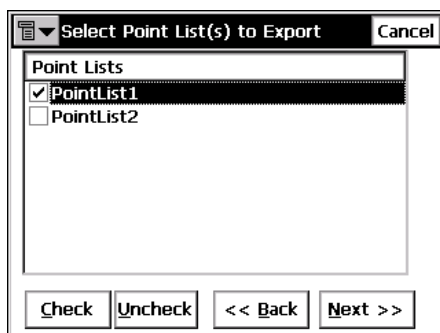 Select Point List(s) to Export Cancel
Point Lists
PointList1
PointList2
Check Uncheck << Back Next >>